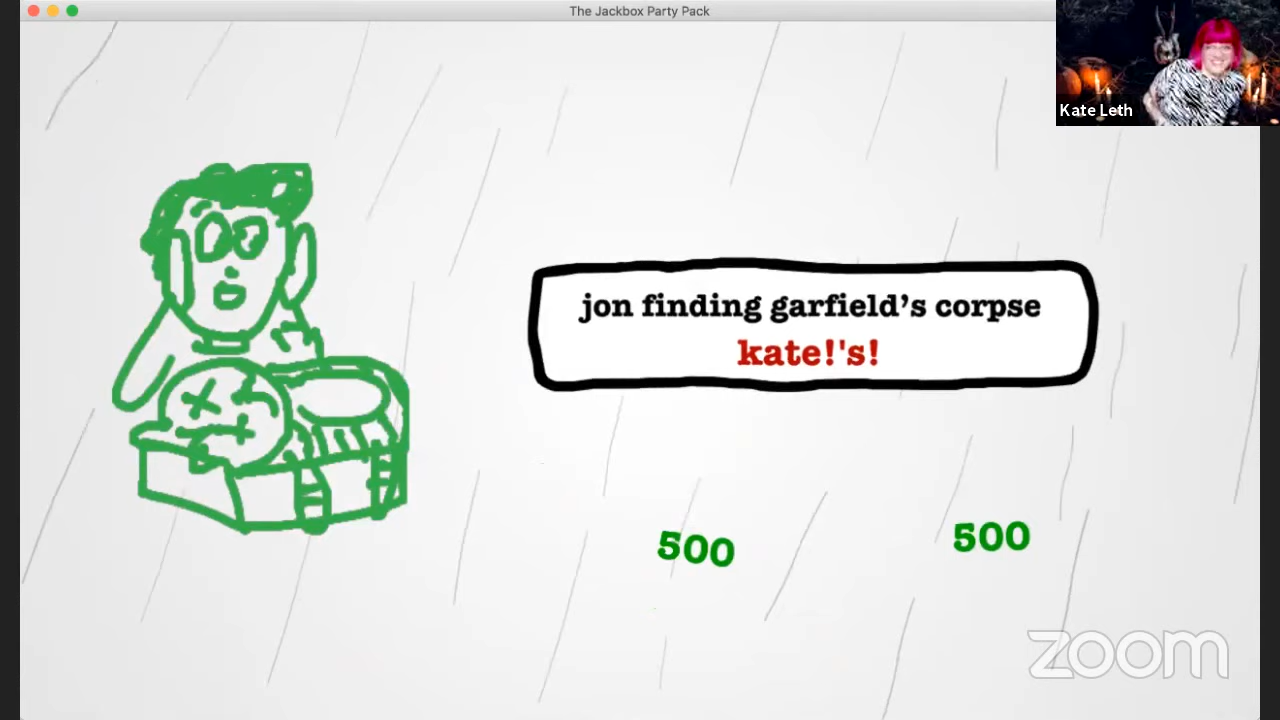 The Jackbox Party Pack
Kate Leth
jon finding garfield’s corpse
kate!'s!
500
500
zoom